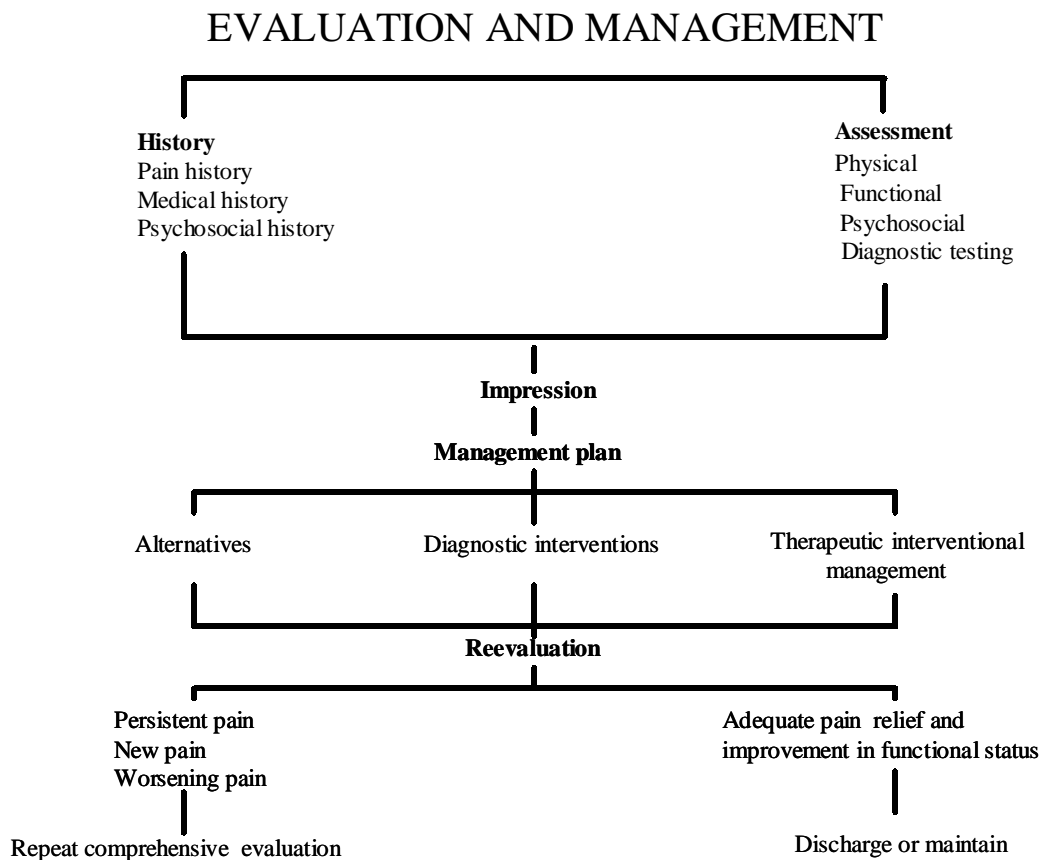 EVALUATION AND MANAGEMENT
History
Pain history
Medical history
Psychosocial history
Assessment
Physical
Functional
Psychosocial
Diagnostic testing
Impression
Management plan
Alternatives
Diagnostic interventions
Therapeutic interventional
management
Reevaluation
Persistent pain
New pain
Worsening pain
Adequate pain relief and
improvement in functional status
Repeat comprehensive evaluation
Discharge or maintain